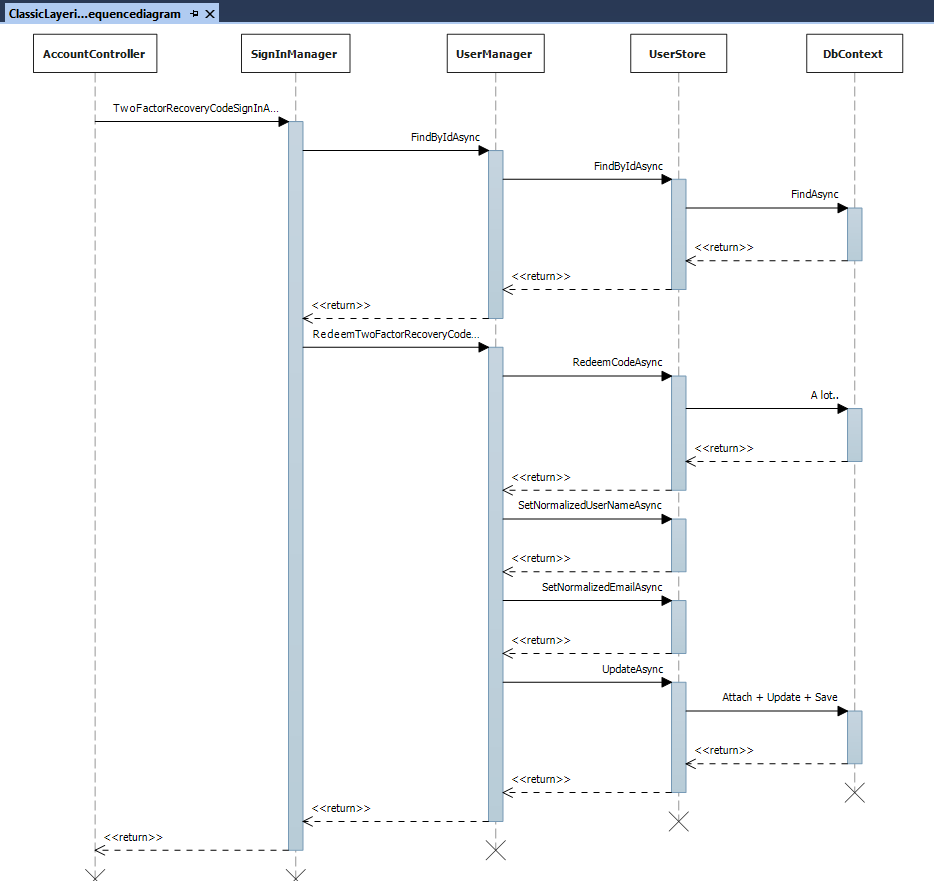 ClassicLayeri...equencediagram
AccountController
SignInManager
UserManager
UserStore
DbContext
TwoFactorRecoveryCodeSignInA...
FindByIdAsync
FindByIdAsync
FindAsync
<<return>>
<<return>>
<<return>>
RedeemTwoFactorRecoveryCode...
RedeemCodeAsync
A lot..
<<return>>
<<return>>
SetNormalizedUserNameAsync
<<return>>
SetNormalizedEmailAsync
<<return>>
UpdateAsync
Attach + Update + Save
<<return>>
<<return>>
<<return>>
<<return>>